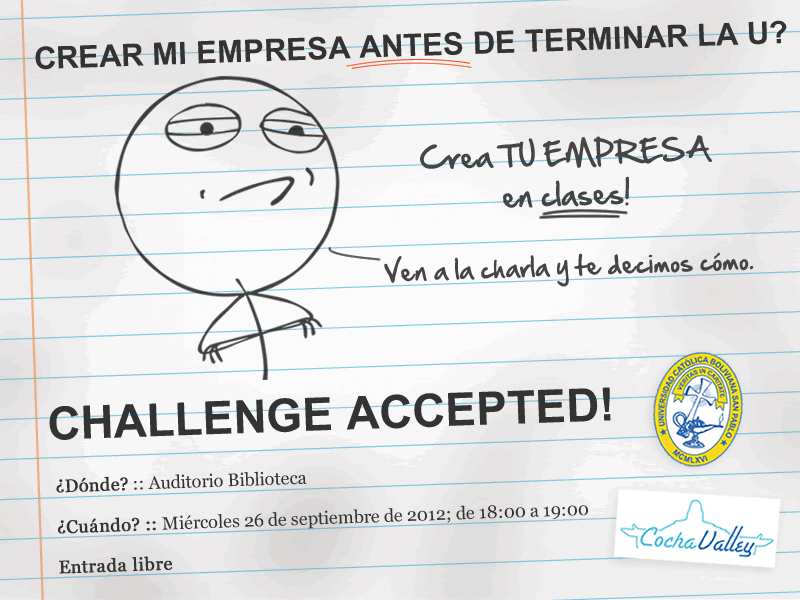 CREAR MI EMPRESA ANTES DE TERMINAR LA U?
Crea TU EMPRESA
en clases!
Ven a la charla y te decimos cómo.
CHALLENGE ACCEPTED!
UNIVERSIDAD CATÓLICA BOLIVIANA SAN PABLO
VERITAS IN CARITATE
MCMLXVI
¿Dónde? :: Auditorio Biblioteca
¿Cuándo? :: Miércoles 26 de septiembre de 2012; de 18:00 a 19:00
Entrada libre
CochaValley